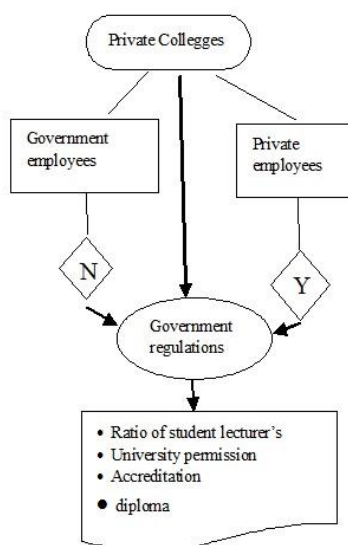 Private Collegges
Government
employees
Private
employees
N
Y
Government
regulations
• Ratio of student lecturer's
• University permission
• Accreditation
• diploma